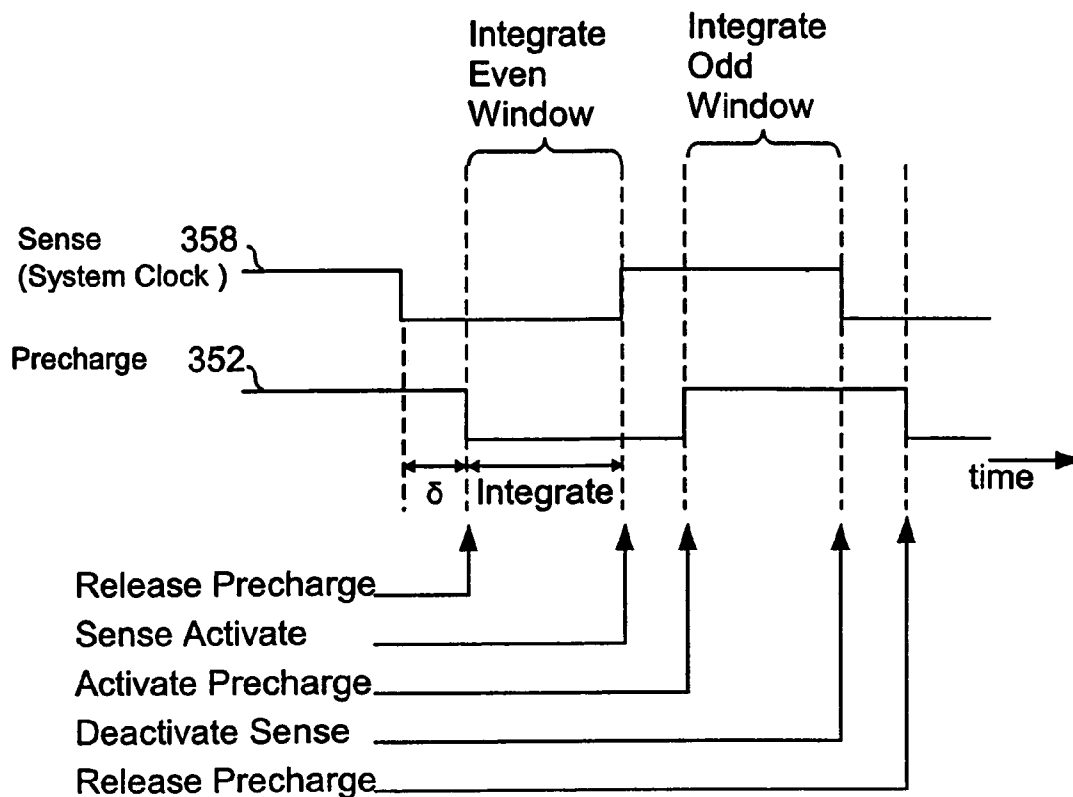 Integrate
Even
Window
Integrate
Odd
Window
Sense 358
(System Clock )
Precharge 352
δ Integrate
time
Release Precharge
Sense Activate
Activate Precharge
Deactivate Sense
Release Precharge